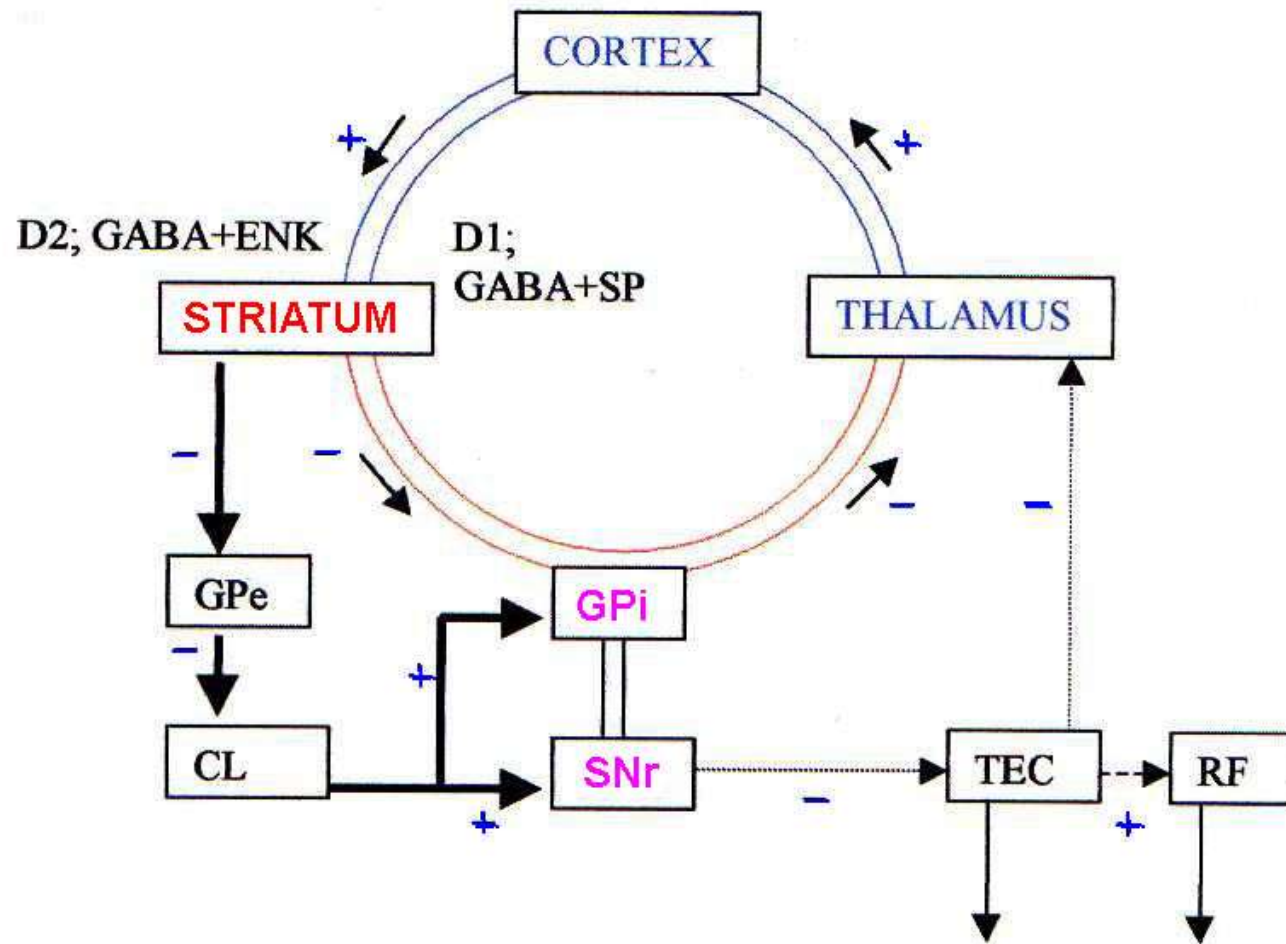 CORTEX
+
+
D2; GABA+ENK
D1;
GABA+SP
STRIATUM
THALAMUS
−
−
−
−
GPe
GPi
−
+
CL
SNr
TEC
RF
+
−
+